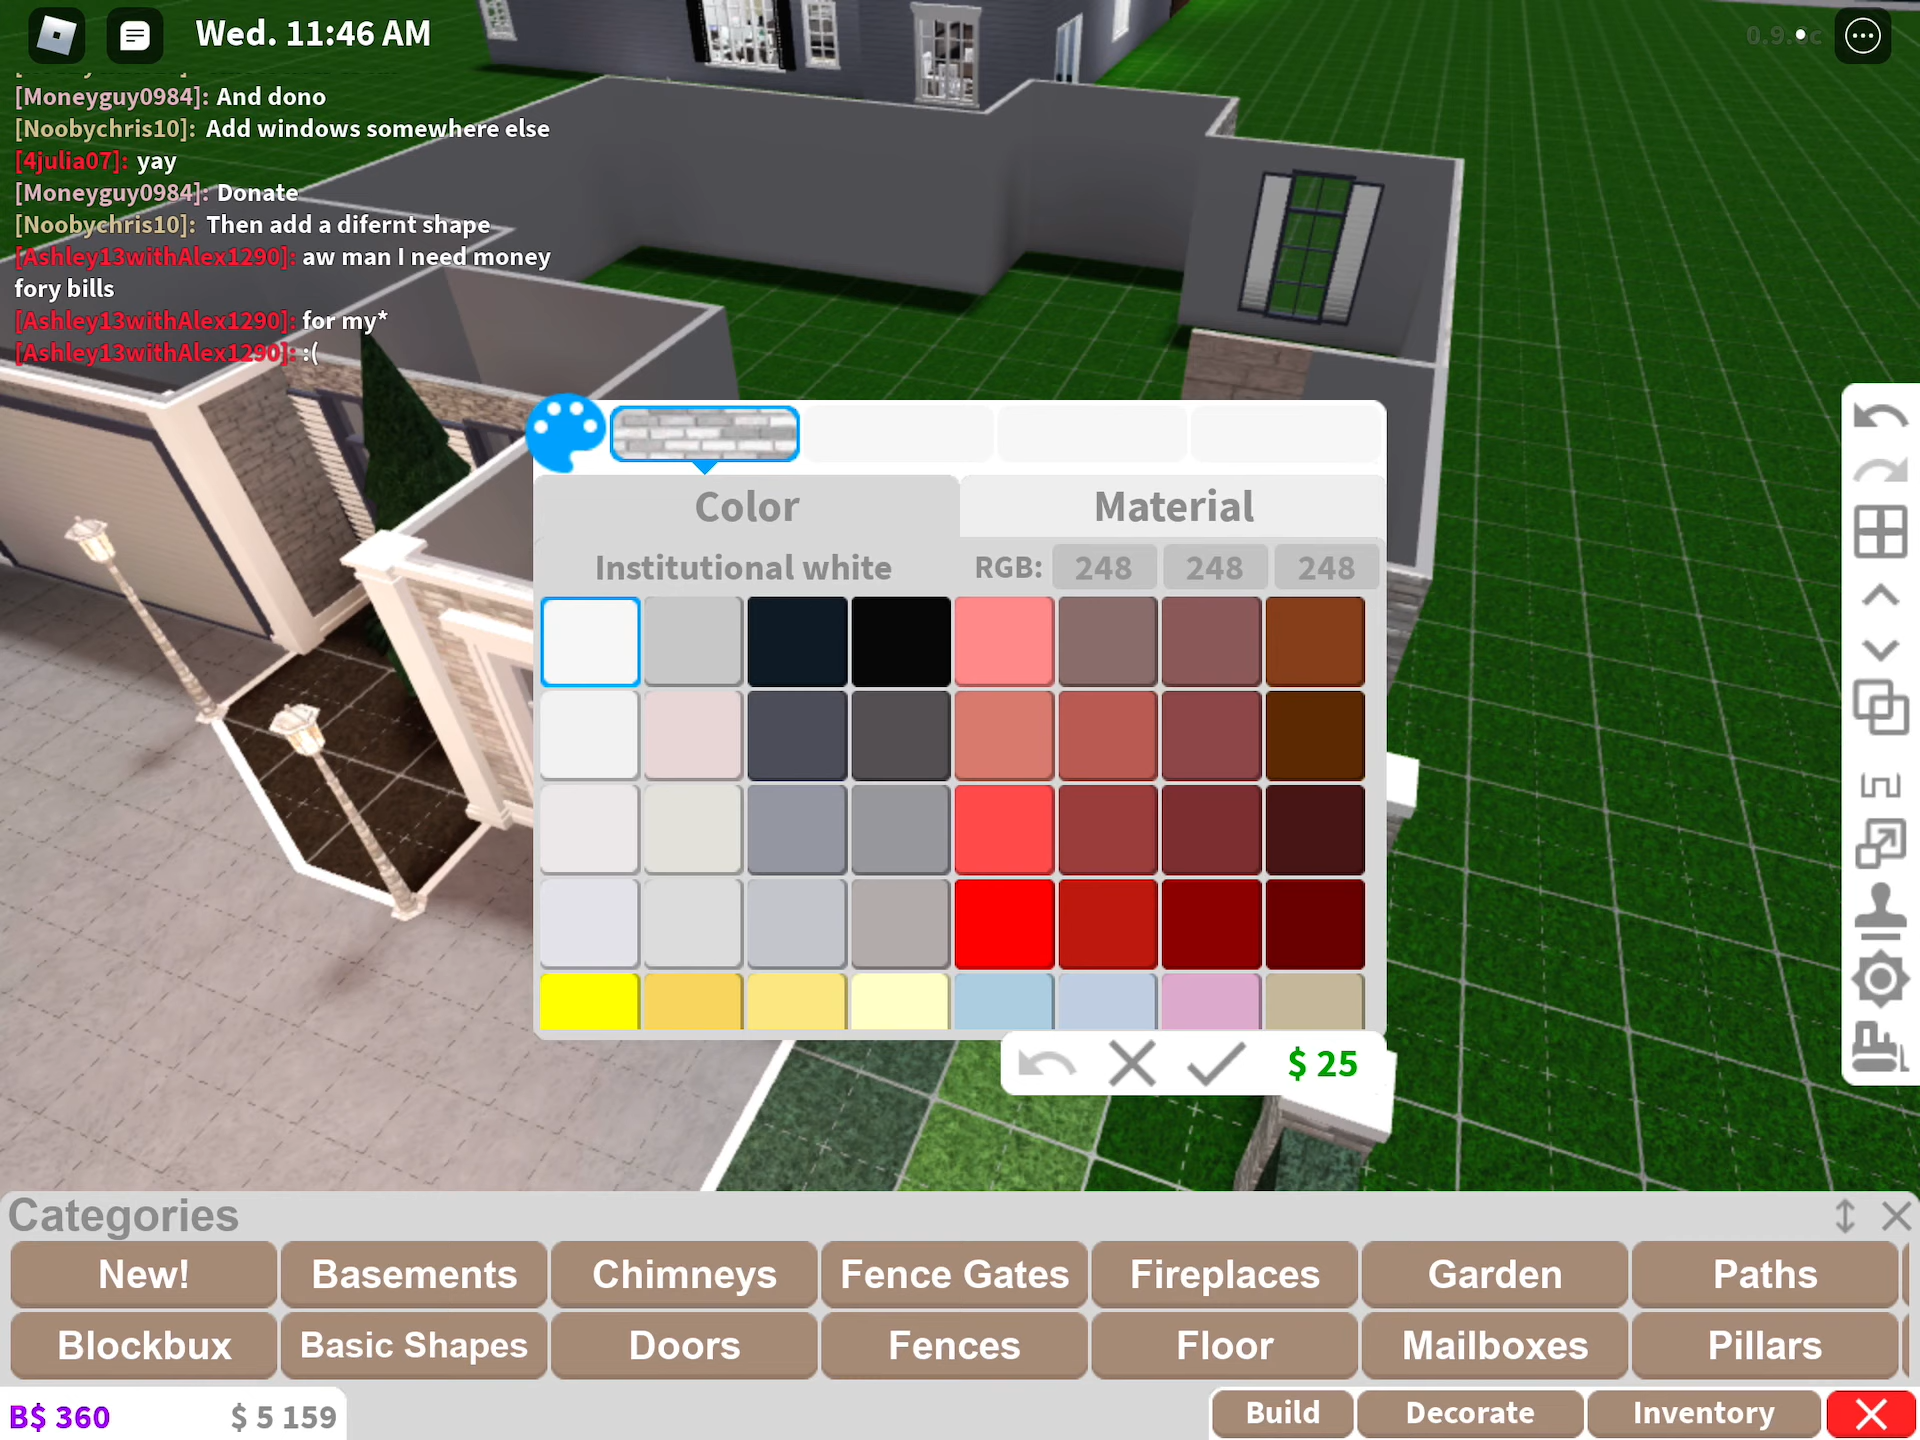 Wed. 11:46 AM
[Moneyguy0984]: And dono
[Noobychris10]: Add windows somewhere else
[4julia07]: yay
[Moneyguy0984]: Donate
[Noobychris10]: Then add a difernt shape
[Ashley13withAlex1290]: aw man I need money
fory bills
[Ashley13withAlex1290]: for my*
[Ashley13withAlex1290]: :(
Color
Material
Institutional white
RGB: 248 248 248
$ 25
Categories
New!
Basements
Chimneys
Fence Gates
Fireplaces
Garden
Paths
Blockbux
Basic Shapes
Doors
Fences
Floor
Mailboxes
Pillars
B$ 360
$ 5 159
Build
Decorate
Inventory